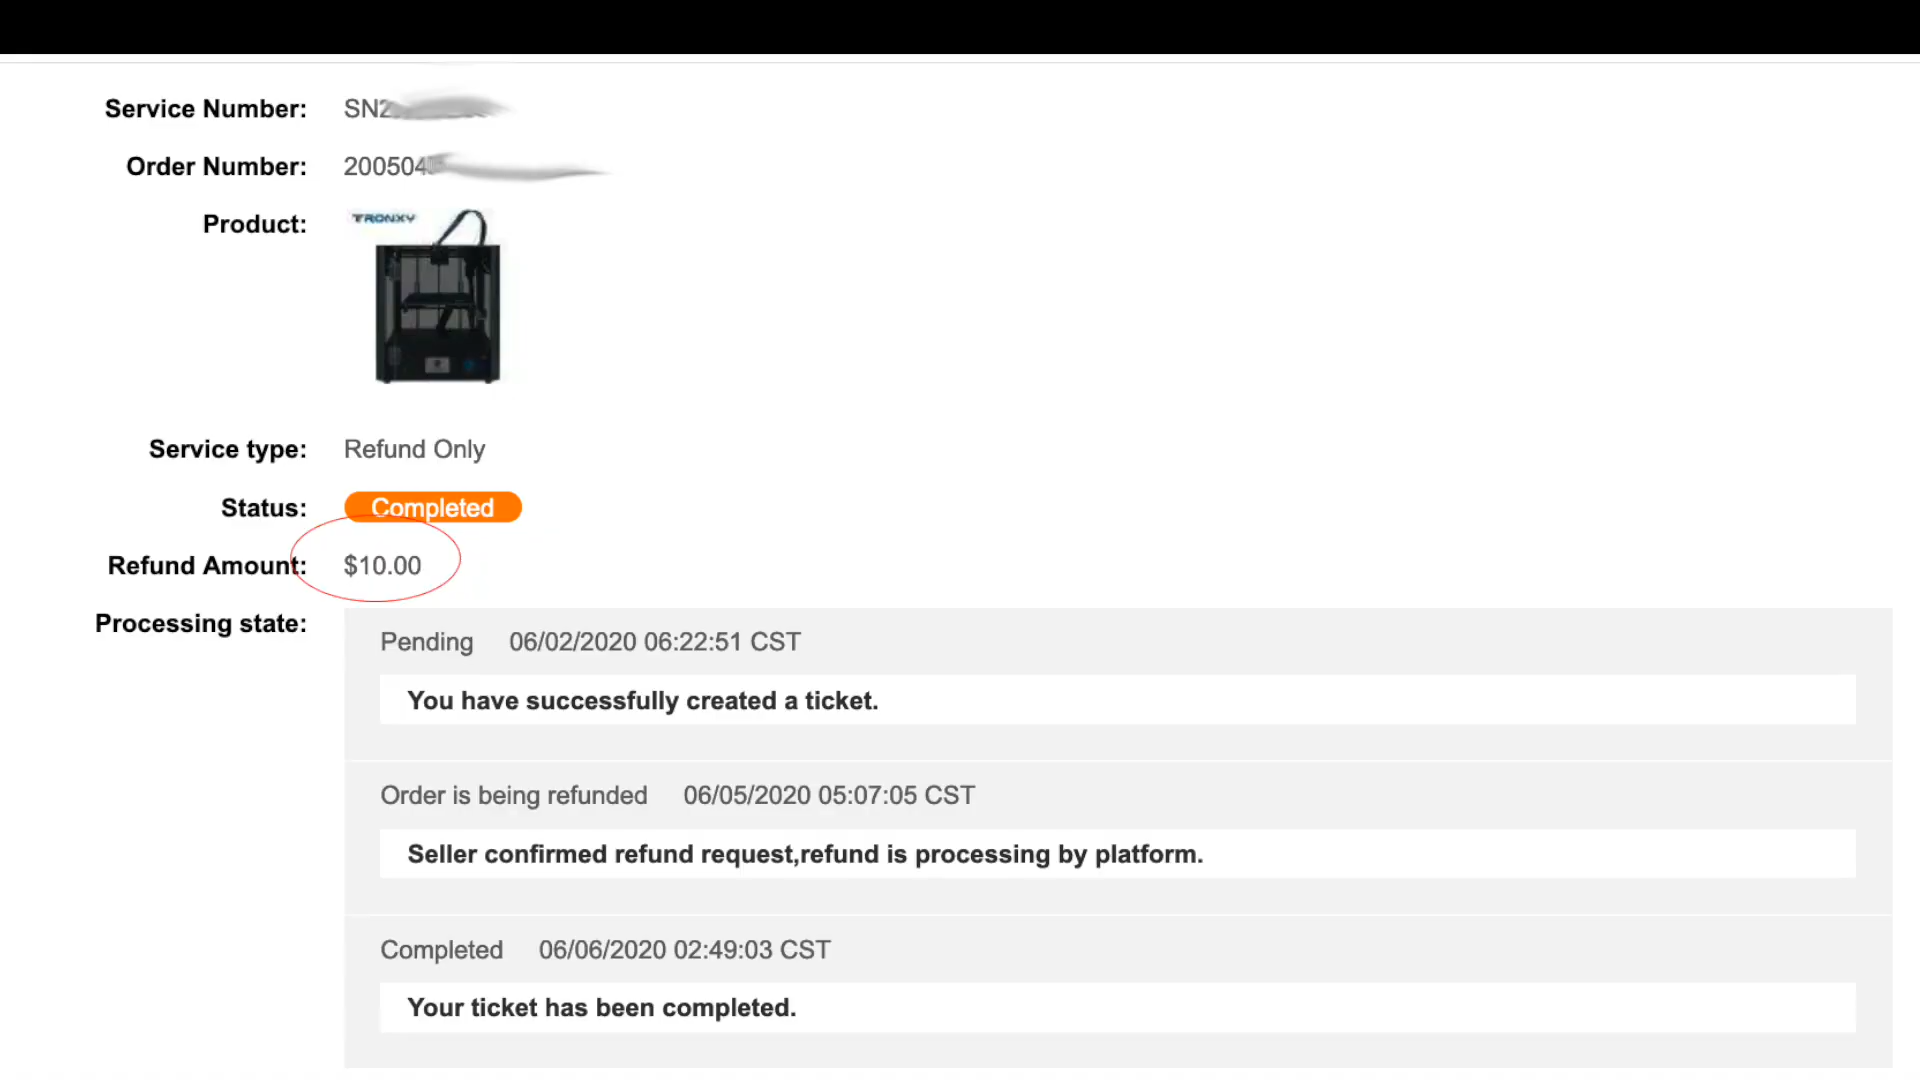 Service Number: SN2
Order Number: 200504
Product:
TRONXY
Service type: Refund Only
Status: Completed
Refund Amount: $10.00
Processing state:
Pending 06/02/2020 06:22:51 CST
You have successfully created a ticket.
Order is being refunded 06/05/2020 05:07:05 CST
Seller confirmed refund request,refund is processing by platform.
Completed 06/06/2020 02:49:03 CST
Your ticket has been completed.